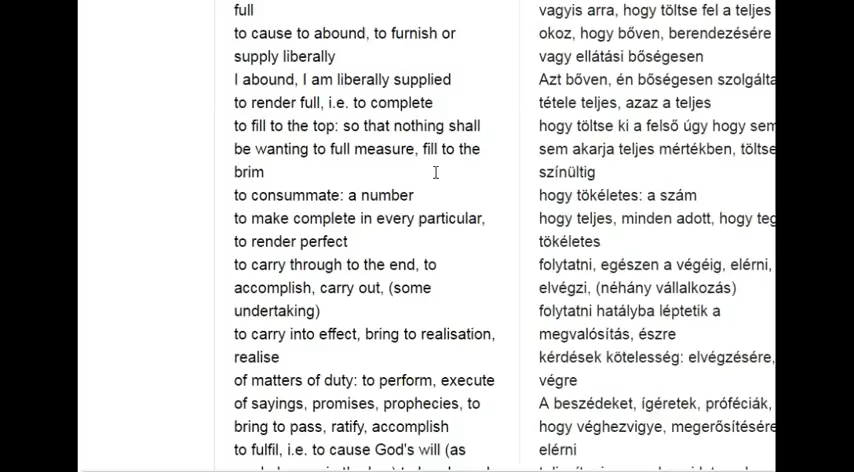 full
to cause to abound, to furnish or
supply liberally
I abound, I am liberally supplied
to render full, i.e. to complete
to fill to the top: so that nothing shall
be wanting to full measure, fill to the
brim
to consummate: a number
to make complete in every particular,
to render perfect
to carry through to the end, to
accomplish, carry out, (some
undertaking)
to carry into effect, bring to realisation,
realise
of matters of duty: to perform, execute
of sayings, promises, prophecies, to
bring to pass, ratify, accomplish
to fulfil, i.e. to cause God's will (as
vagyis arra, hogy töltse fel a teljes
okoz, hogy bőven, berendezésére
vagy ellátási bőségesen
Azt bőven, én bőségesen szolgálta
tétele teljes, azaz a teljes
hogy töltse ki a felső úgy hogy sem
sem akarja teljes mértékben, töltse
színültig
hogy tökéletes: a szám
hogy teljes, minden adott, hogy teg
tökéletes
folytatni, egészen a végéig, elérni,
elvégzi, (néhány vállalkozás)
folytatni hatályba léptetik a
megvalósítás, észre
kérdések kötelesség: elvégzésére,
végre
A beszédeket, ígéretek, próféciák,
hogy véghezvigye, megerősítésére
elérni